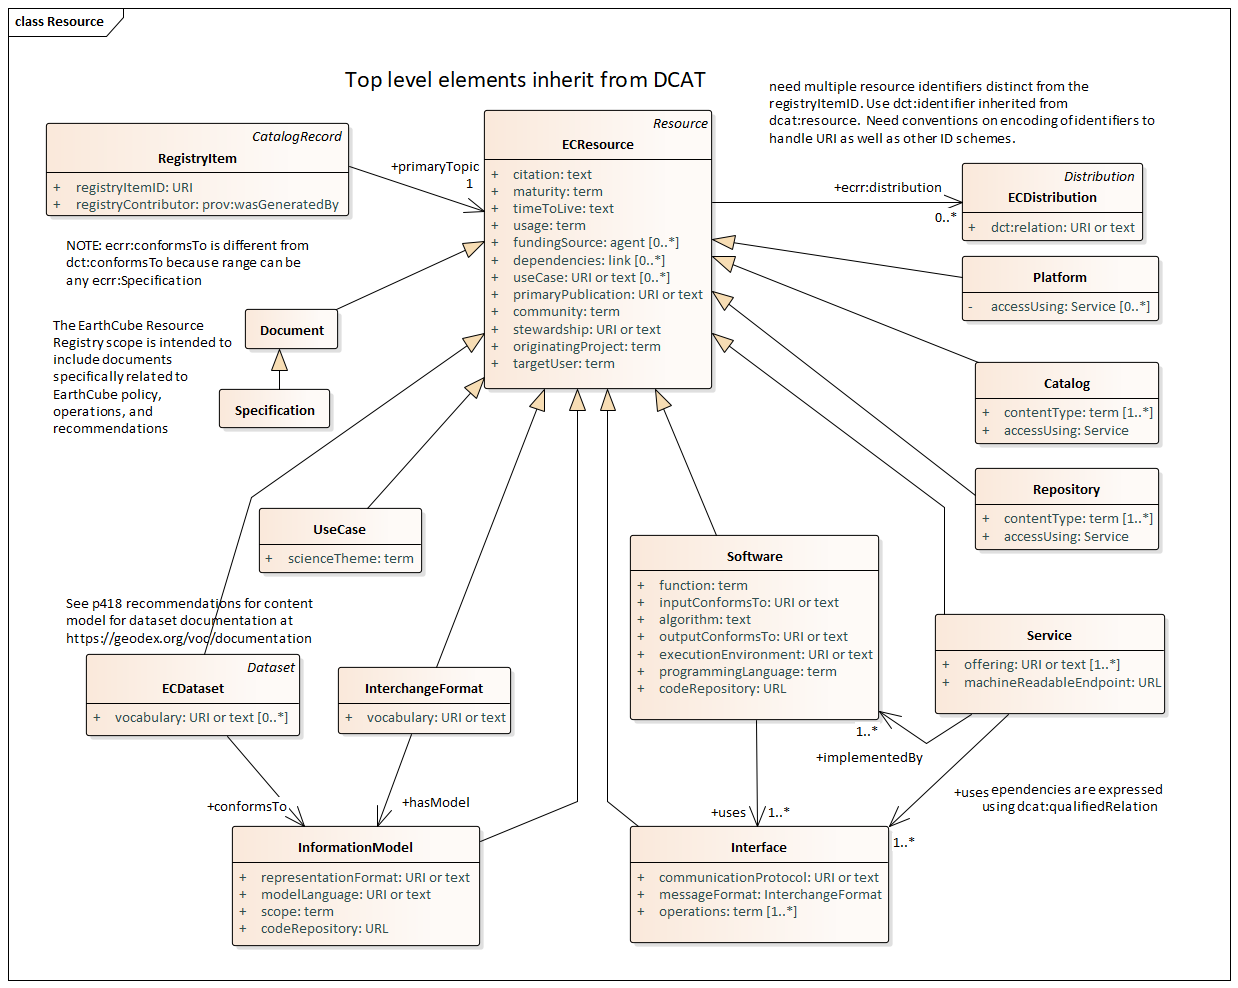 class Resource
Top level elements inherit from DCAT
need multiple resource identifiers distinct from the
registryItemID. Use dct:identifier inherited from
dcat:resource.  Need conventions on encoding of identifiers to
handle URI as well as other ID schemes.
CatalogRecord
RegistryItem
+ registryItemID: URI
+ registryContributor: prov:wasGeneratedBy
+primaryTopic
1
Resource
ECResource
+ citation: text
+ maturity: term
+ timeToLive: text
+ usage: term
+ fundingSource: agent [0..*]
+ dependencies: link [0..*]
+ useCase: URI or text [0..*]
+ primaryPublication: URI or text
+ community: term
+ stewardship: URI or text
+ originatingProject: term
+ targetUser: term
+ecrr:distribution
0..*
Distribution
ECDistribution
+ dct:relation: URI or text
NOTE: ecrr:conformsTo is different from
dct:conformsTo because range can be
any ecrr:Specification
Platform
- accessUsing: Service [0..*]
Document
The EarthCube Resource
Registry scope is intended to
include documents
specifically related to
EarthCube policy,
operations, and
recommendations
Specification
Catalog
+ contentType: term [1..*]
+ accessUsing: Service
Repository
+ contentType: term [1..*]
+ accessUsing: Service
UseCase
+ scienceTheme: term
Software
+ function: term
+ inputConformsTo: URI or text
+ algorithm: text
+ outputConformsTo: URI or text
+ executionEnvironment: URI or text
+ programmingLanguage: term
+ codeRepository: URL
See p418 recommendations for content
model for dataset documentation at
https://geodex.org/voc/documentation
Service
+ offering: URI or text [1..*]
+ machineReadableEndpoint: URL
Dataset
ECDataset
+ vocabulary: URI or text [0..*]
InterchangeFormat
+ vocabulary: URI or text
1..*
+implementedBy
+conformsTo
+hasModel
+uses
1..*
+uses
ependencies are expressed
using dcat:qualifiedRelation
1..*
InformationModel
+ representationFormat: URI or text
+ modelLanguage: URI or text
+ scope: term
+ codeRepository: URL
Interface
+ communicationProtocol: URI or text
+ messageFormat: InterchangeFormat
+ operations: term [1..*]